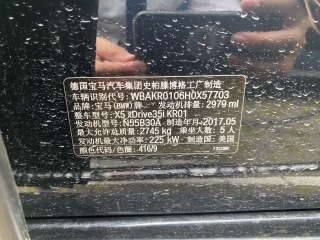 德国宝马汽车集团史帕滕博格工厂制造
车辆识别代号: WBAKR0106H0X57703
品牌: 宝马(BMW)牌 发动机排量: 2979 ml
整车型号: X5 xDrive35i KR01
发动机型号: N55B30A 制造年月: 2017.05
最大允许总质量: 2745 kg 乘坐人数: 5 人
发动机最大净功率: 225 kW 制造国: 美国
颜色代码/色箱: 416/9